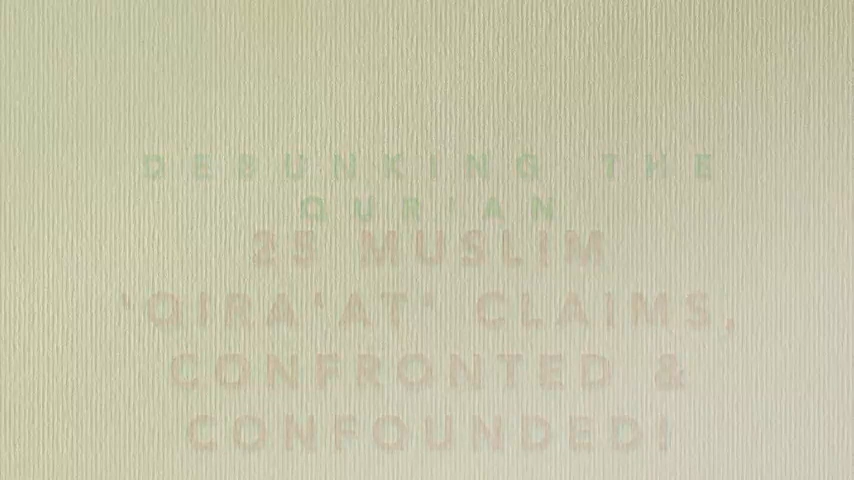 DEBUNKING THE
QUR'AN
25 MUSLIM
'QIRA'AT' CLAIMS,
CONFRONTED &
CONFOUNDED!